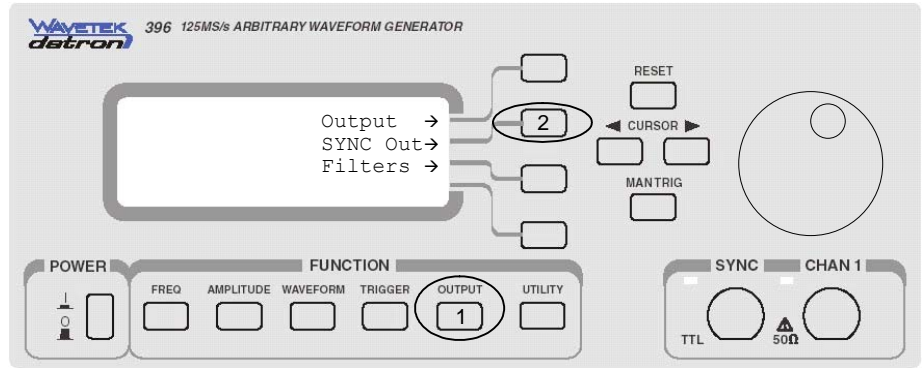 WAVETEK
datron
396 125MS/s ARBITRARY WAVEFORM GENERATOR
Output →
SYNC Out→
Filters →
2
RESET
◀ CURSOR ▶
MAN TRIG
POWER
I
O
FUNCTION
FREQ AMPLITUDE WAVEFORM TRIGGER OUTPUT UTILITY
1
SYNC CHAN 1
TTL
50Ω